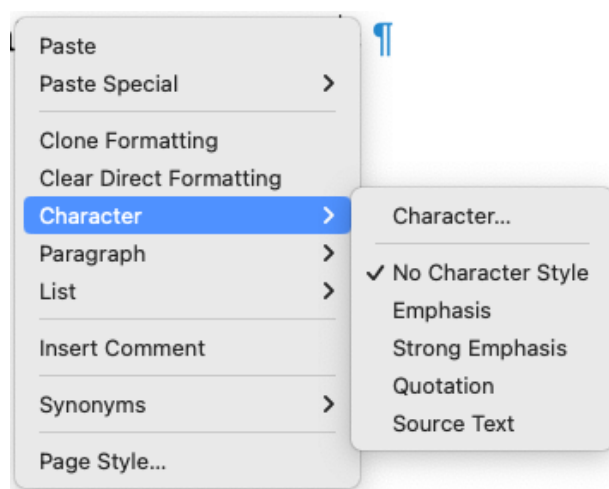 ¶
Paste
Paste Special
Clone Formatting
Clear Direct Formatting
Character
Paragraph
List
Insert Comment
Synonyms
Page Style...
Character...
No Character Style
Emphasis
Strong Emphasis
Quotation
Source Text